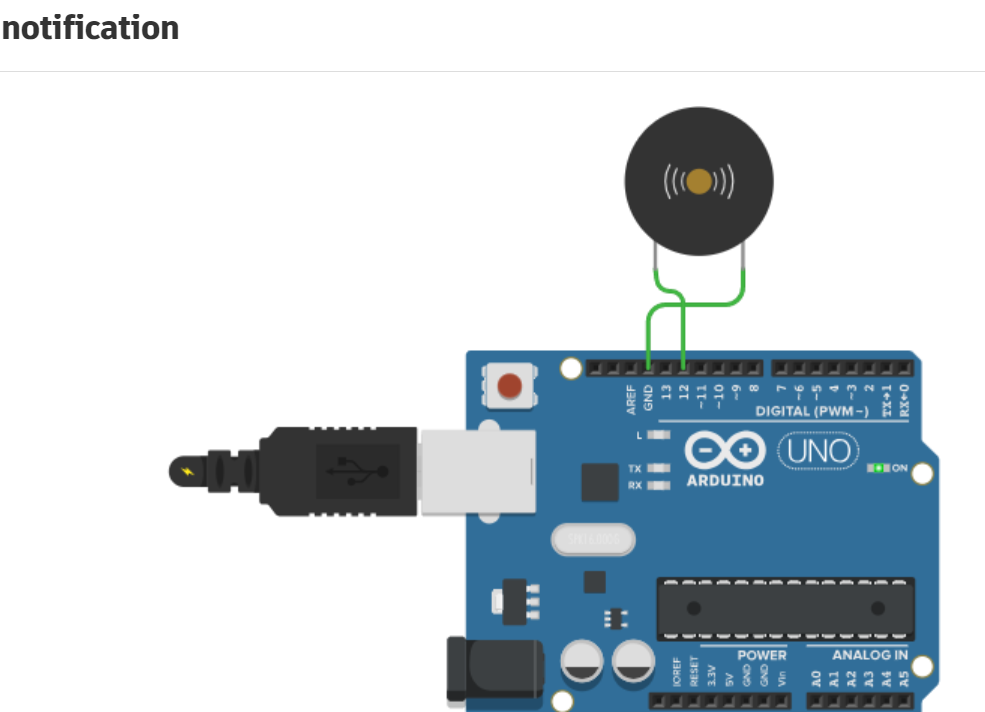 notification
AREF
GND
13
12
~11
~10
~9
8
7
~6
~5
4
~3
2
TX→1
RX←0
DIGITAL (PWM~)
L
TX
RX
ARDUINO
UNO
ON
POWER
ANALOG IN
IOREF
RESET
3.3V
5V
GND
GND
Vin
A0
A1
A2
A3
A4
A5